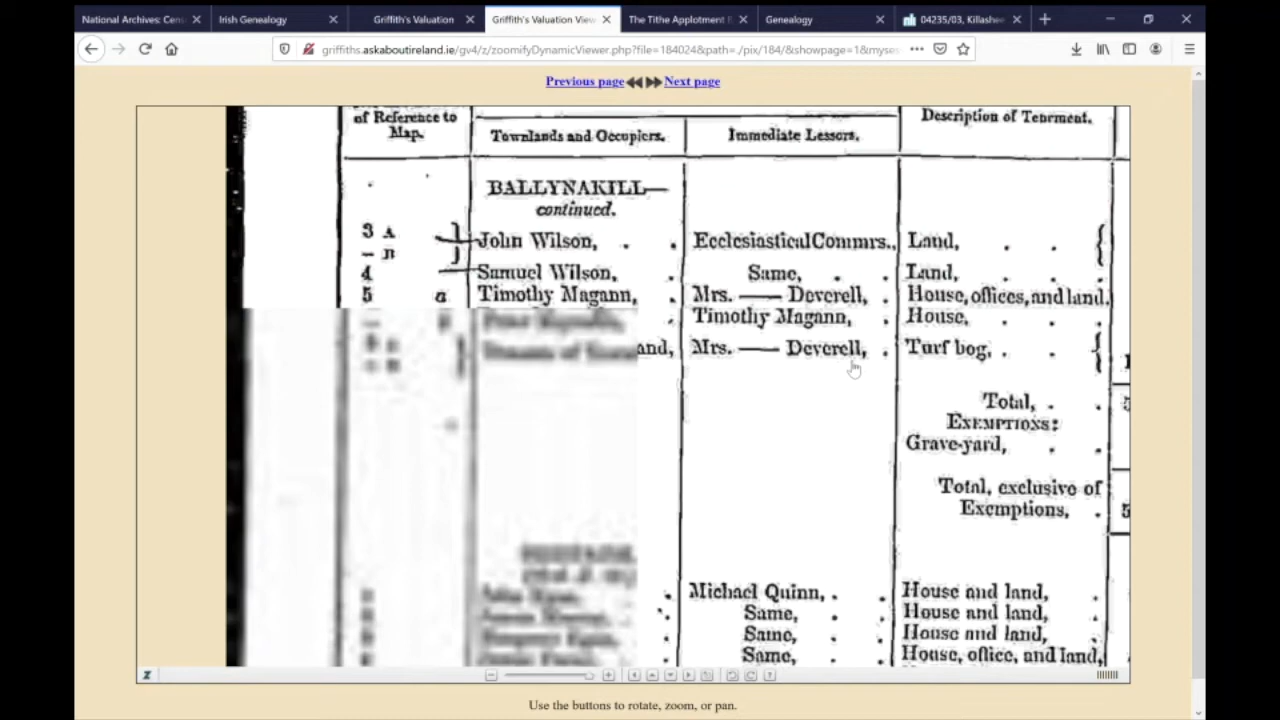 National Archives: Cens
Irish Genealogy
Griffith's Valuation
Griffith's Valuation View
The Tithe Applotment B
Genealogy
04235/03, Killashe
griffiths.askaboutireland.ie/gv4/z/zoomifyDynamicViewer.php?file=184024&path=./pix/184/&showpage=1&myses
Previous page Next page
of Reference to Map.
Townlands and Occupiers. Immediate Lessors. Description of Tenement.
BALLYNAKILL—
continued.
3 A John Wilson, . . Ecclesiastical Commrs., Land, . .
— B
4 Samuel Wilson, . Same, . . Land, . . .
5 a Timothy Magann, . Mrs. —— Deverell, . House, offices, and land.
Timothy Magann, . House, . .
and, Mrs. —— Deverell, . Turf bog, . .
Total, . .
EXEMPTIONS:
Grave-yard, . .
Total, exclusive of
Exemptions, .
Michael Quinn, . . House and land, .
Same, . . House and land, .
Same, . . House and land, .
Same, . . House, office, and land,
Use the buttons to rotate, zoom, or pan.